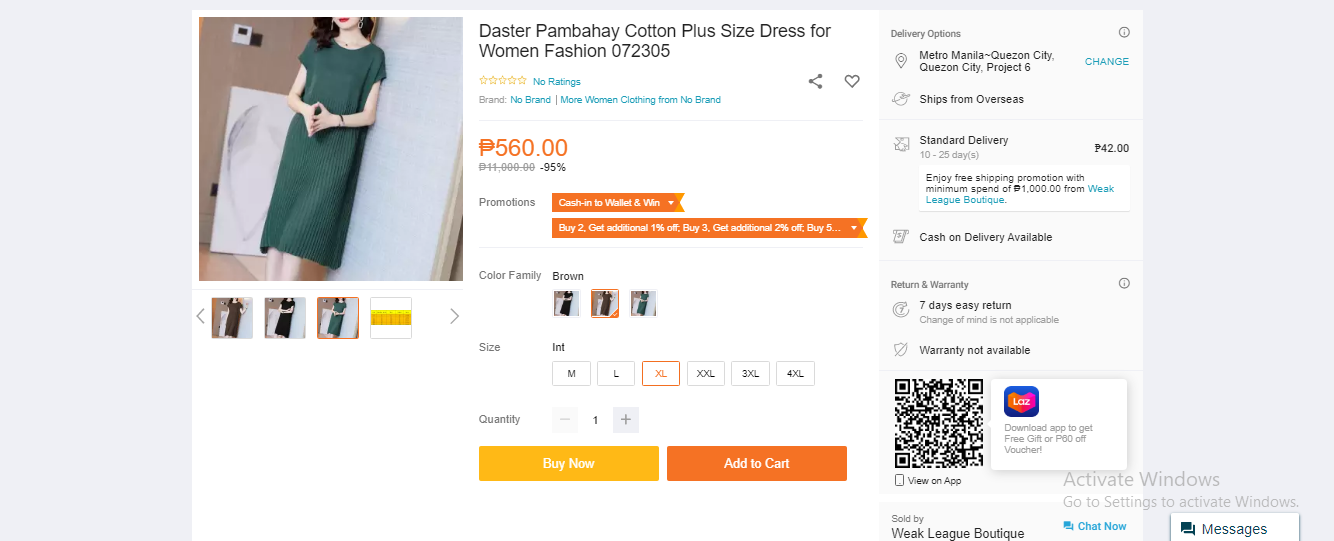 Daster Pambahay Cotton Plus Size Dress for
Women Fashion 072305
No Ratings
Brand: No Brand | More Women Clothing from No Brand
₱560.00
₱11,000.00 -95%
Promotions
Cash-in to Wallet & Win
Buy 2, Get additional 1% off; Buy 3, Get additional 2% off; Buy 5...
Color Family Brown
Size Int
M L XL XXL 3XL 4XL
Quantity 1
Buy Now Add to Cart
Delivery Options
Metro Manila~Quezon City,
Quezon City, Project 6
CHANGE
Ships from Overseas
Standard Delivery
10 - 25 day(s)
₱42.00
Enjoy free shipping promotion with
minimum spend of ₱1,000.00 from Weak
League Boutique.
Cash on Delivery Available
Return & Warranty
7 days easy return
Change of mind is not applicable
Warranty not available
Laz
Download app to get
Free Gift or P60 off
Voucher!
View on App
Activate Windows
Go to Settings to activate Windows.
Sold by
Weak League Boutique
Chat Now
Messages